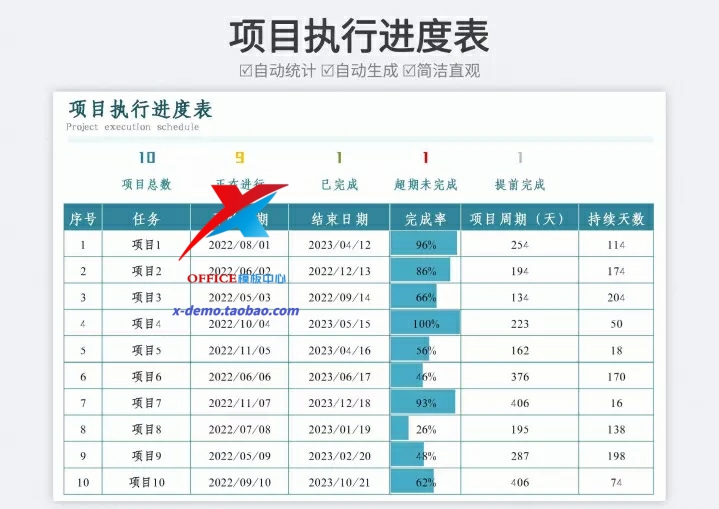 项目执行进度表
☑自动统计 ☑自动生成 ☑简洁直观
项目执行进度表
Project execution schedule
10 9 1 1 1
项目总数 正在进行 已完成 超期未完成 提前完成
序号 任务 期 结束日期 完成率 项目周期（天） 持续天数
1 项目1 2022/08/01 2023/04/12 96% 254 114
2 项目2 2022/06/02 2022/12/13 86% 194 174
OFFICE模版中心
3 项目3 2022/05/03 2022/09/14 66% 134 204
x-demo.taobao.com
4 项目4 2022/10/04 2023/05/15 100% 223 50
5 项目5 2022/11/05 2023/04/16 56% 162 18
6 项目6 2022/06/06 2023/06/17 46% 376 170
7 项目7 2022/11/07 2023/12/18 93% 406 16
8 项目8 2022/07/08 2023/01/19 26% 195 138
9 项目9 2022/05/09 2023/02/20 48% 287 198
10 项目10 2022/09/10 2023/10/21 62% 406 74